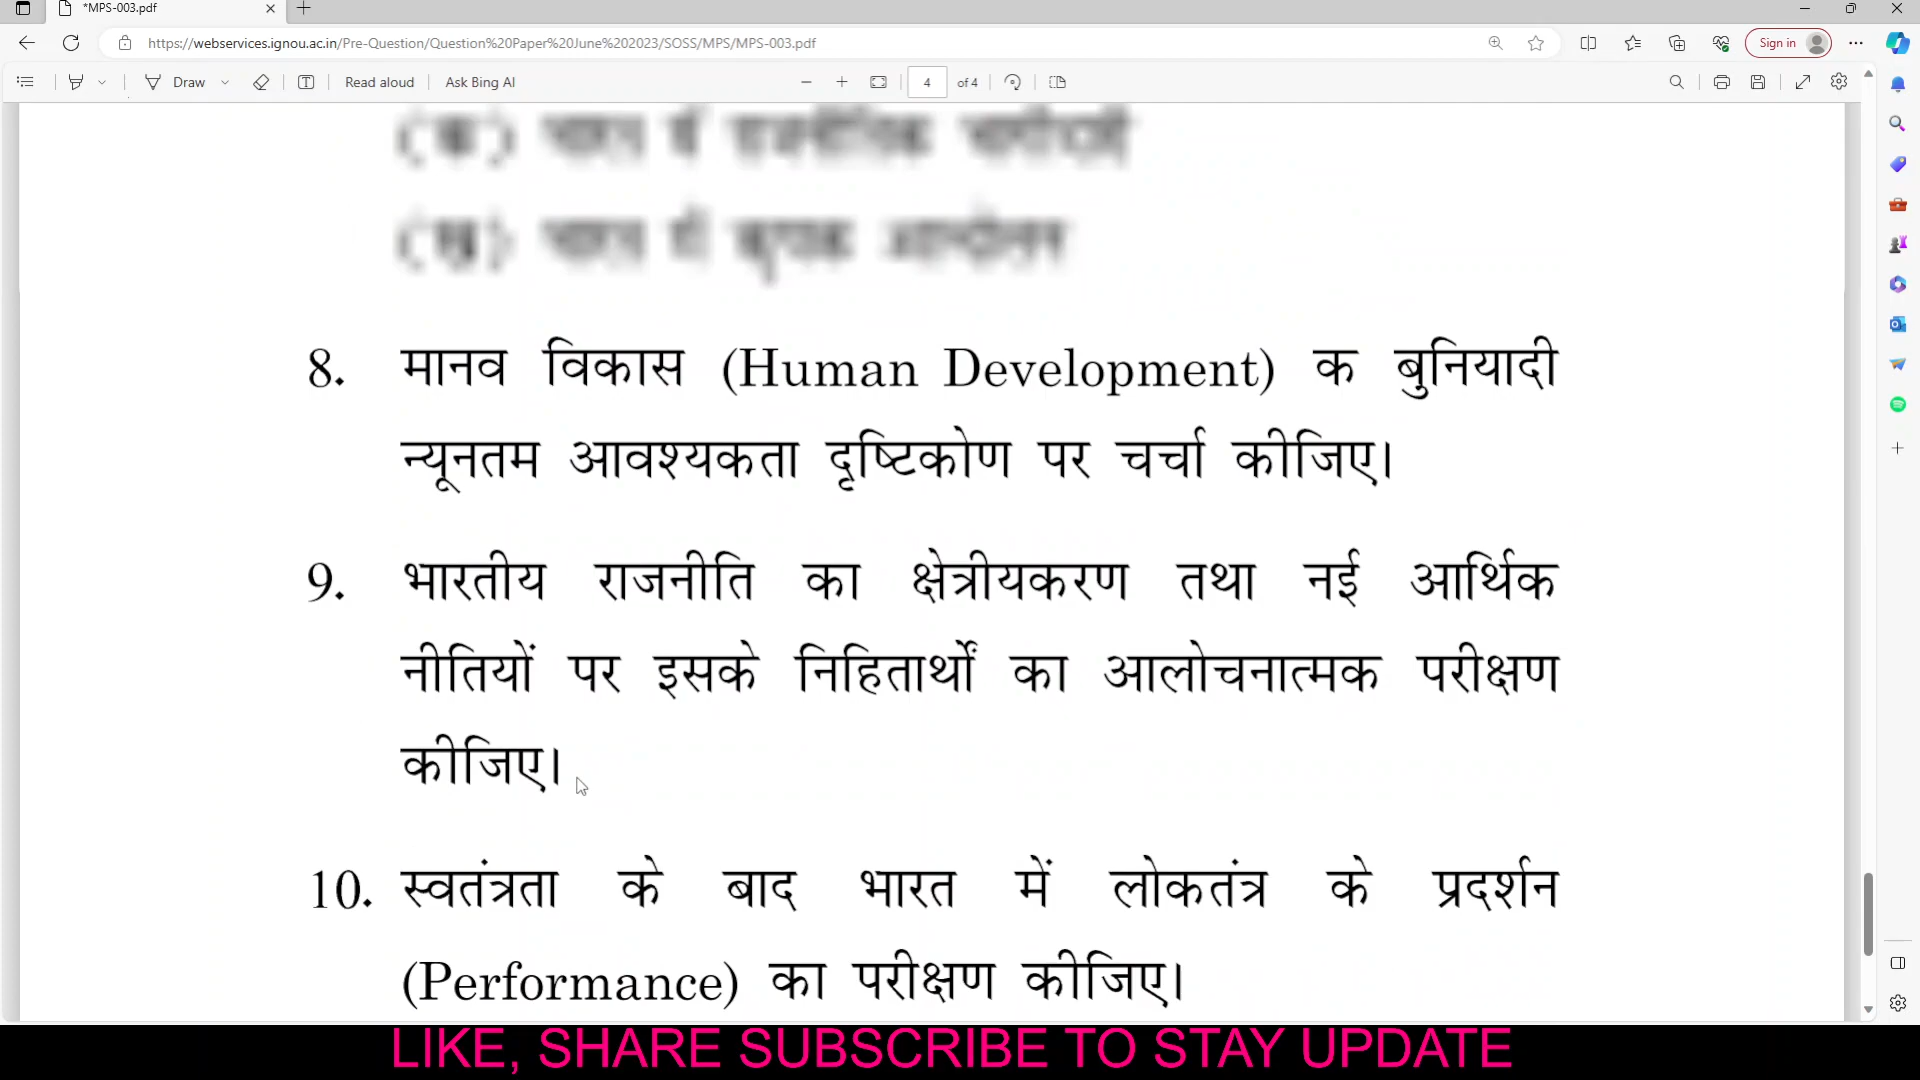 *MPS-003.pdf
https://webservices.ignou.ac.in/Pre-Question/Question%20Paper%20June%202023/SOSS/MPS/MPS-003.pdf
Sign in
Draw
Read aloud
Ask Bing AI
4 of 4
8. मानव विकास (Human Development) क बुनियादी
न्यूनतम आवश्यकता दृष्टिकोण पर चर्चा कीजिए।
9. भारतीय राजनीति का क्षेत्रीयकरण तथा नई आर्थिक
नीतियों पर इसके निहितार्थों का आलोचनात्मक परीक्षण
कीजिए।
10. स्वतंत्रता के बाद भारत में लोकतंत्र के प्रदर्शन
(Performance) का परीक्षण कीजिए।
LIKE, SHARE SUBSCRIBE TO STAY UPDATE